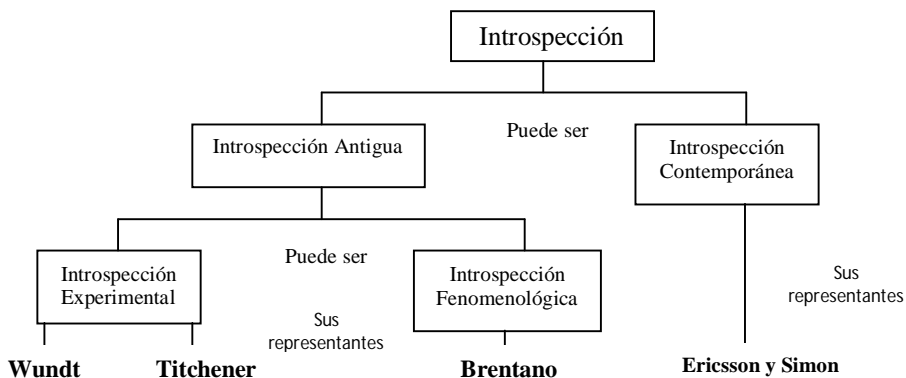 Introspección
Puede ser
Introspección Antigua
Introspección
Contemporánea
Puede ser
Introspección
Experimental
Introspección
Fenomenológica
Sus
representantes
Sus
representantes
Wundt
Titchener
Brentano
Ericsson y Simon